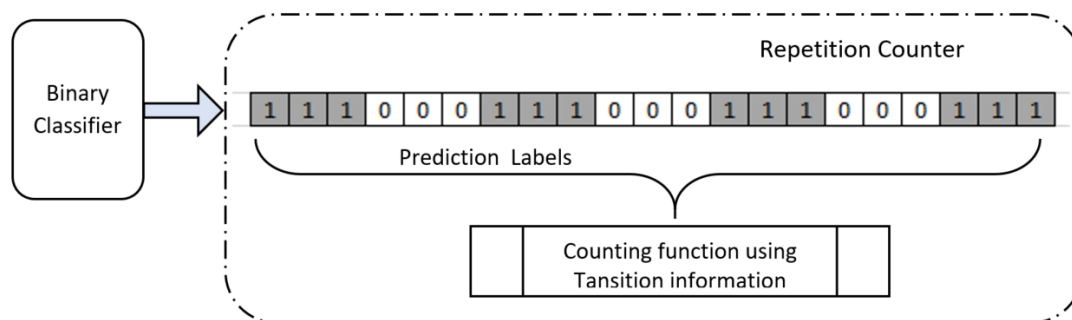 Repetition Counter
Binary
Classifier
1 1 1 0 0 0 1 1 1 0 0 0 1 1 1 0 0 0 1 1 1
Prediction Labels
Counting function using
Tansition information